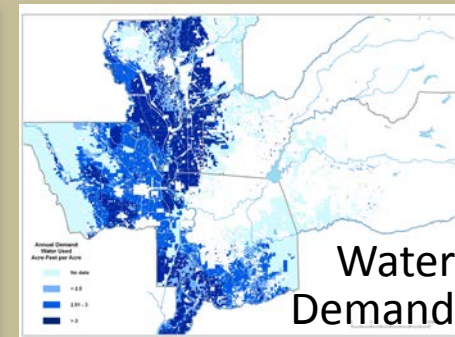 Annual Demand
Water Used
Acre-Feet per Acre
No data
< 2.5
2.51 - 3
> 3
Water
Demand